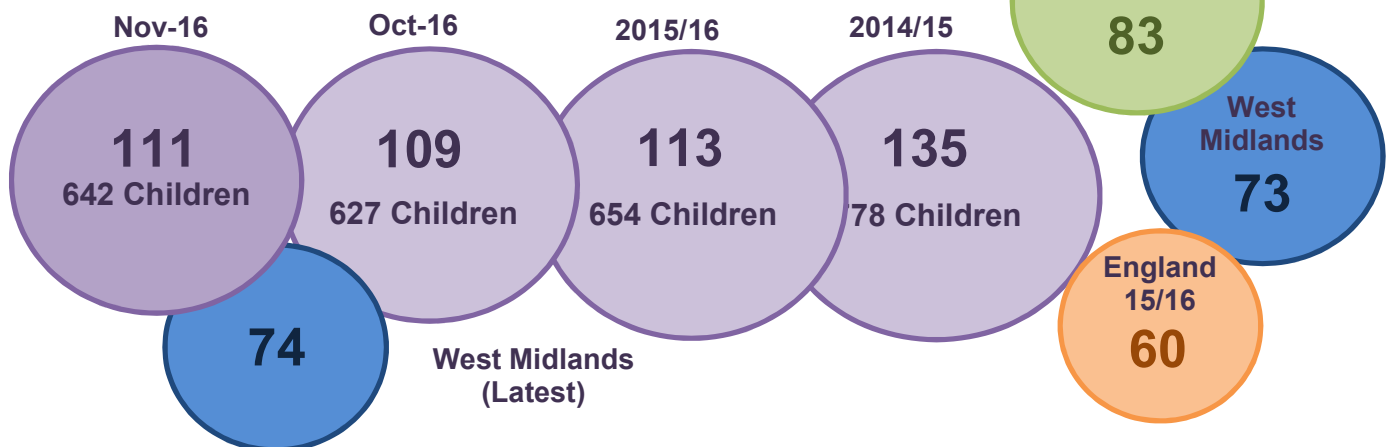 Nov-16
Oct-16
2015/16
2014/15
83
111
642 Children
109
627 Children
113
654 Children
135
78 Children
West
Midlands
73
England
15/16
60
74
West Midlands
(Latest)